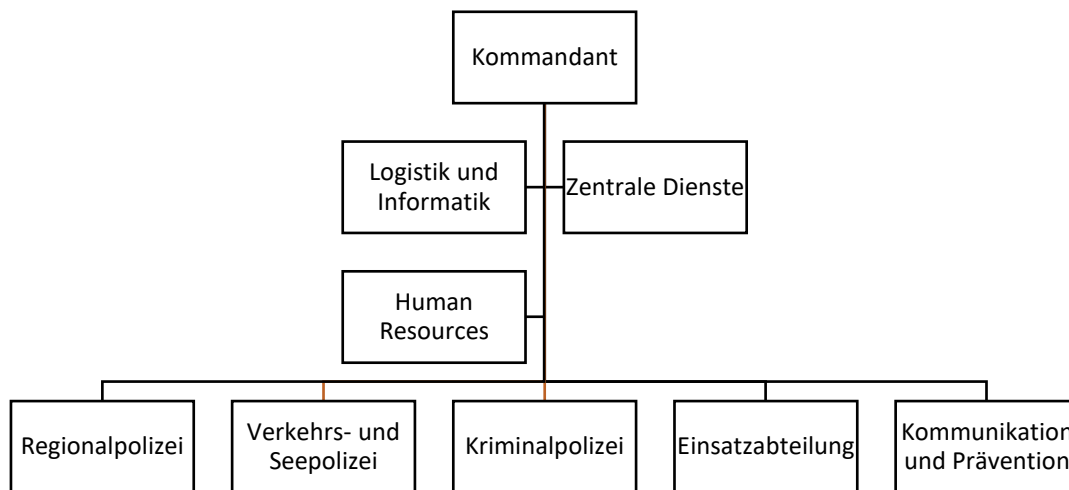 Kommandant
Logistik und
Informatik
Zentrale Dienste
Human
Resources
Regionalpolizei
Verkehrs- und
Seepolizei
Kriminalpolizei
Einsatzabteilung
Kommunikation
und Prävention